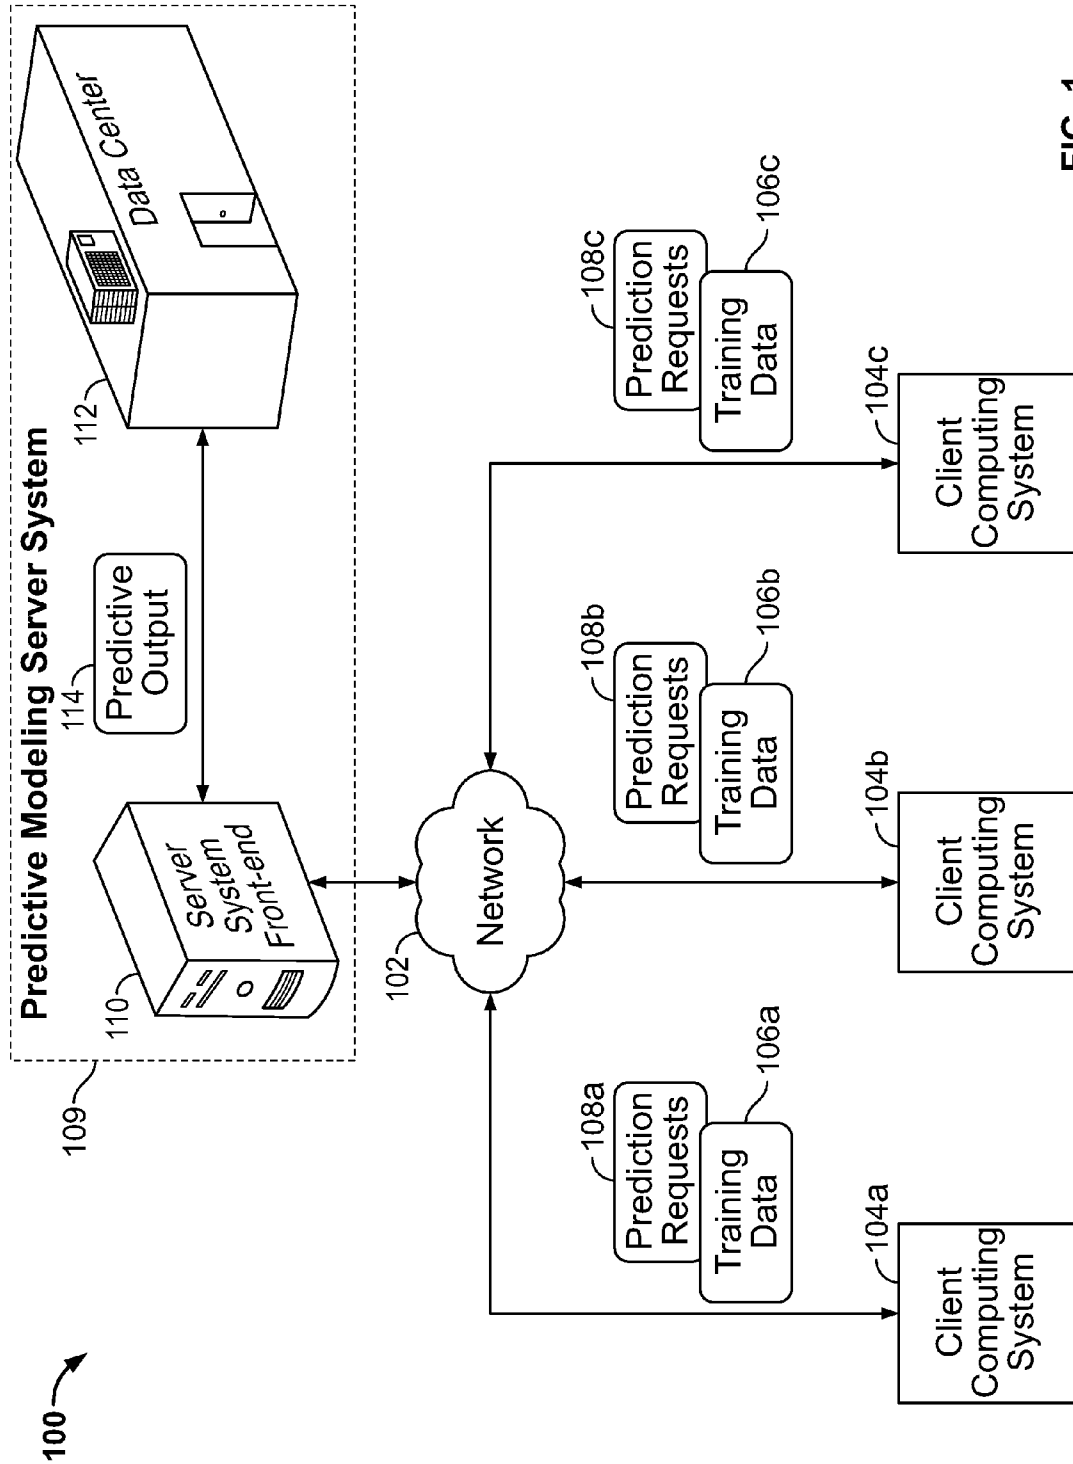 100
109
Predictive Modeling Server System
110
Server
System
Front-end
114
Predictive
Output
112
Data Center
102
Network
108a
Prediction
Requests
106a
Training
Data
108b
Prediction
Requests
106b
Training
Data
108c
Prediction
Requests
106c
Training
Data
104a
Client
Computing
System
104b
Client
Computing
System
104c
Client
Computing
System
FIG. 1